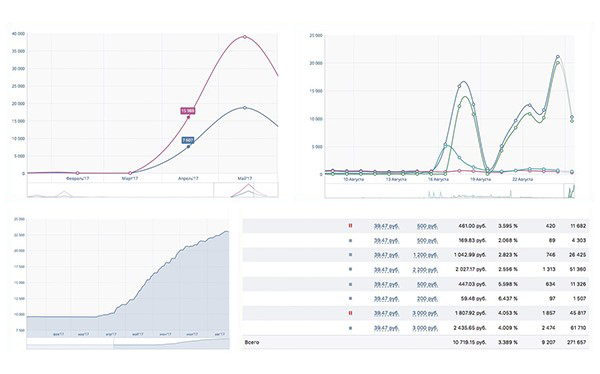 40 000
35 000
30 000
25 000
20 000
15 000
10 000
5 000
0
15 989
7 607
Февраль'17
Март'17
Апрель'17
Май'17
25 000
20 000
15 000
10 000
5 000
0
10 Августа
13 Августа
16 Августа
19 Августа
22 Августа
25 000
22 500
20 000
17 500
15 000
12 500
10 000
7 500
39.47 руб. 500 руб. 461.00 руб. 3.595 % 420 11 682
39.47 руб. 500 руб. 169.83 руб. 2.068 % 89 4 303
39.47 руб. 1 200 руб. 1 042.99 руб. 2.823 % 746 26 425
39.47 руб. 2 200 руб. 2 027.17 руб. 2.556 % 1 313 51 360
39.47 руб. 500 руб. 447.03 руб. 5.598 % 634 11 326
39.47 руб. 200 руб. 59.48 руб. 6.437 % 97 1 507
39.47 руб. 3 000 руб. 1 807.92 руб. 4.053 % 1 857 45 817
39.47 руб. 3 000 руб. 2 435.65 руб. 4.009 % 2 474 61 710
Всего 10 719.15 руб. 3.389 % 9 207 271 657